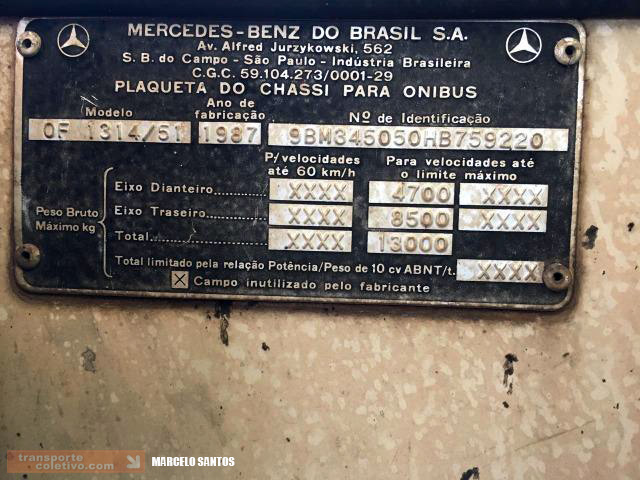 MERCEDES-BENZ DO BRASIL S.A.
Av. Alfred Jurzykowski, 562
S. B. do Campo - São Paulo - Indústria Brasileira
C.G.C. 59.104.273/0001-29
PLAQUETA DO CHASSI PARA ONIBUS
Modelo Ano de fabricação Nº de Identificação
OF 1314/51 1987 9BM345050HB759220
P/velocidades até 60 km/h Para velocidades até o limite máximo
Peso Bruto Máximo kg
Eixo Dianteiro XXXX 4700 XXXX
Eixo Traseiro XXXX 8500 XXXX
Total XXXX 13000
Total limitado pela relação Potência/Peso de 10 cv ABNT/t. XXXX
X Campo inutilizado pelo fabricante
transporte
coletivo.com
MARCELO SANTOS